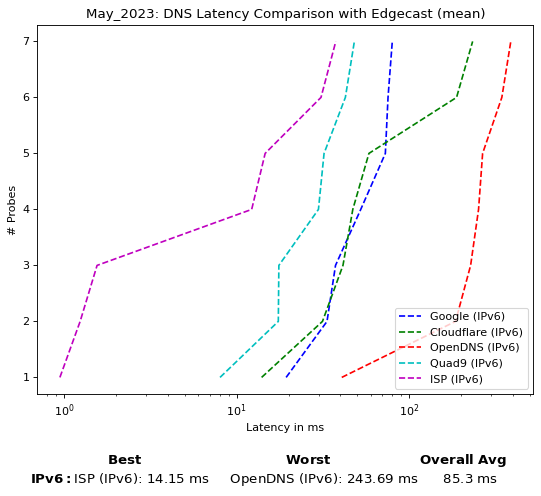 May_2023: DNS Latency Comparison with Edgecast (mean)
7
6
5
4
3
2
1
# Probes
Google (IPv6)
Cloudflare (IPv6)
OpenDNS (IPv6)
Quad9 (IPv6)
ISP (IPv6)
10⁰ 10¹ 10²
Latency in ms
Best Worst Overall Avg
IPv6: ISP (IPv6): 14.15 ms OpenDNS (IPv6): 243.69 ms 85.3 ms